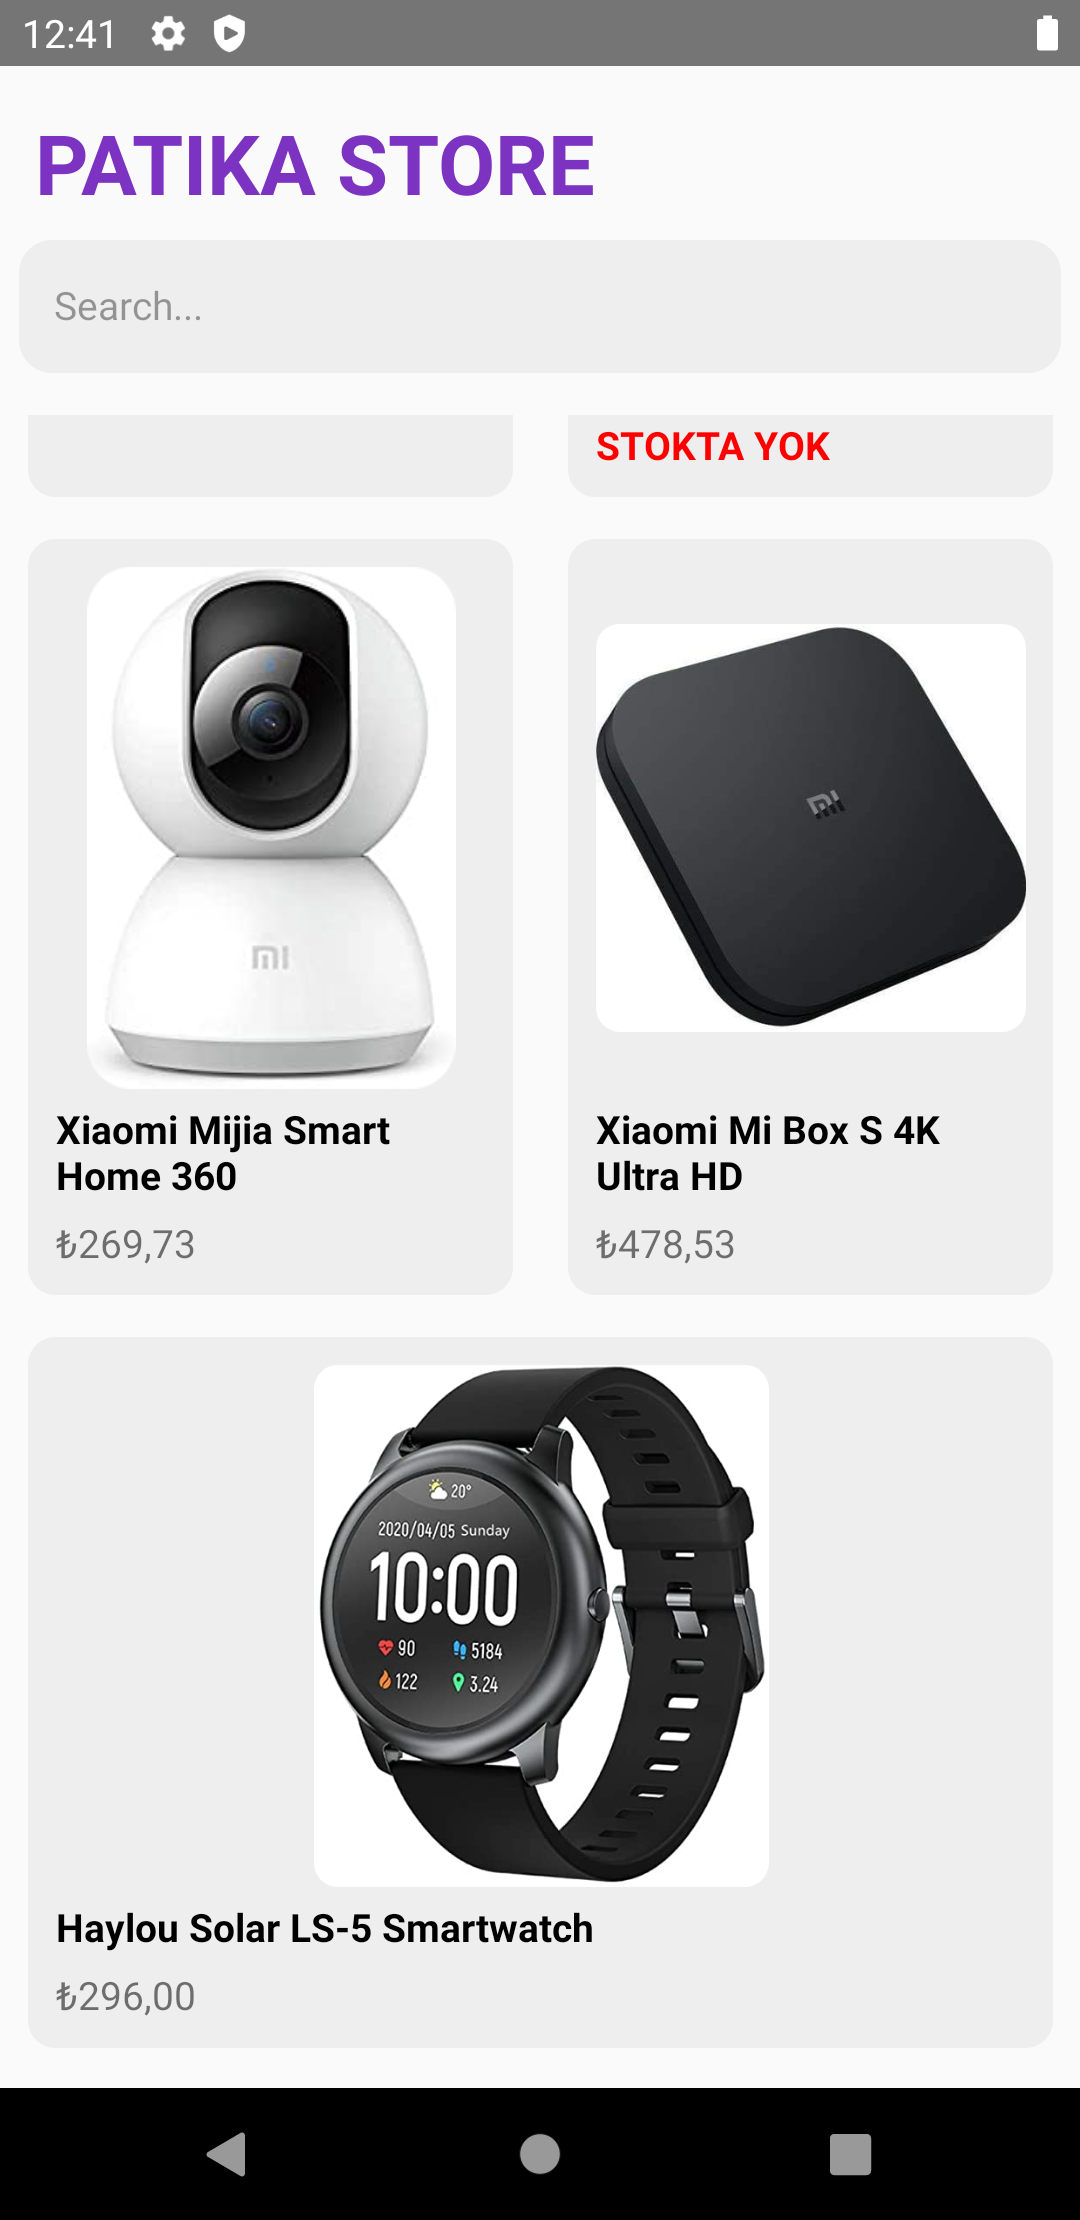 12:41
PATIKA STORE
Search...
STOKTA YOK
mi
MI
Xiaomi Mijia Smart
Home 360
₺269,73
Xiaomi Mi Box S 4K
Ultra HD
₺478,53
20°
2020/04/05 Sunday
10:00
90 5184
122 3.24
Haylou Solar LS-5 Smartwatch
₺296,00